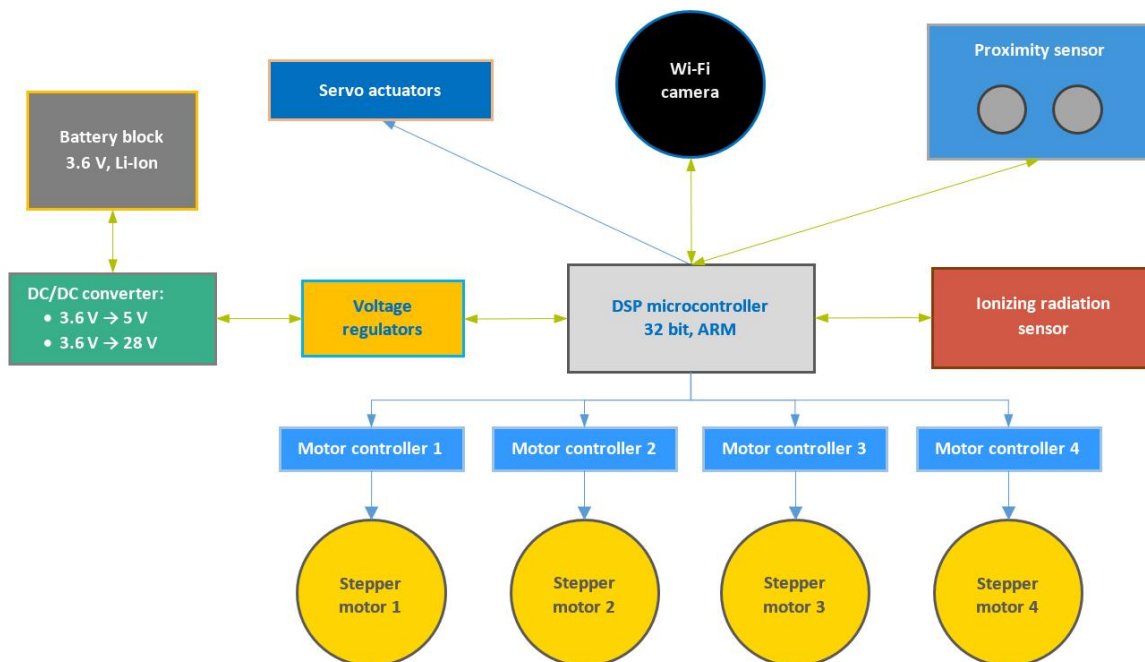 Servo actuators
Wi-Fi
camera
Proximity sensor
Battery block
3.6 V, Li-Ion
DC/DC converter:
• 3.6 V → 5 V
• 3.6 V → 28 V
Voltage
regulators
DSP microcontroller
32 bit, ARM
Ionizing radiation
sensor
Motor controller 1
Motor controller 2
Motor controller 3
Motor controller 4
Stepper
motor 1
Stepper
motor 2
Stepper
motor 3
Stepper
motor 4